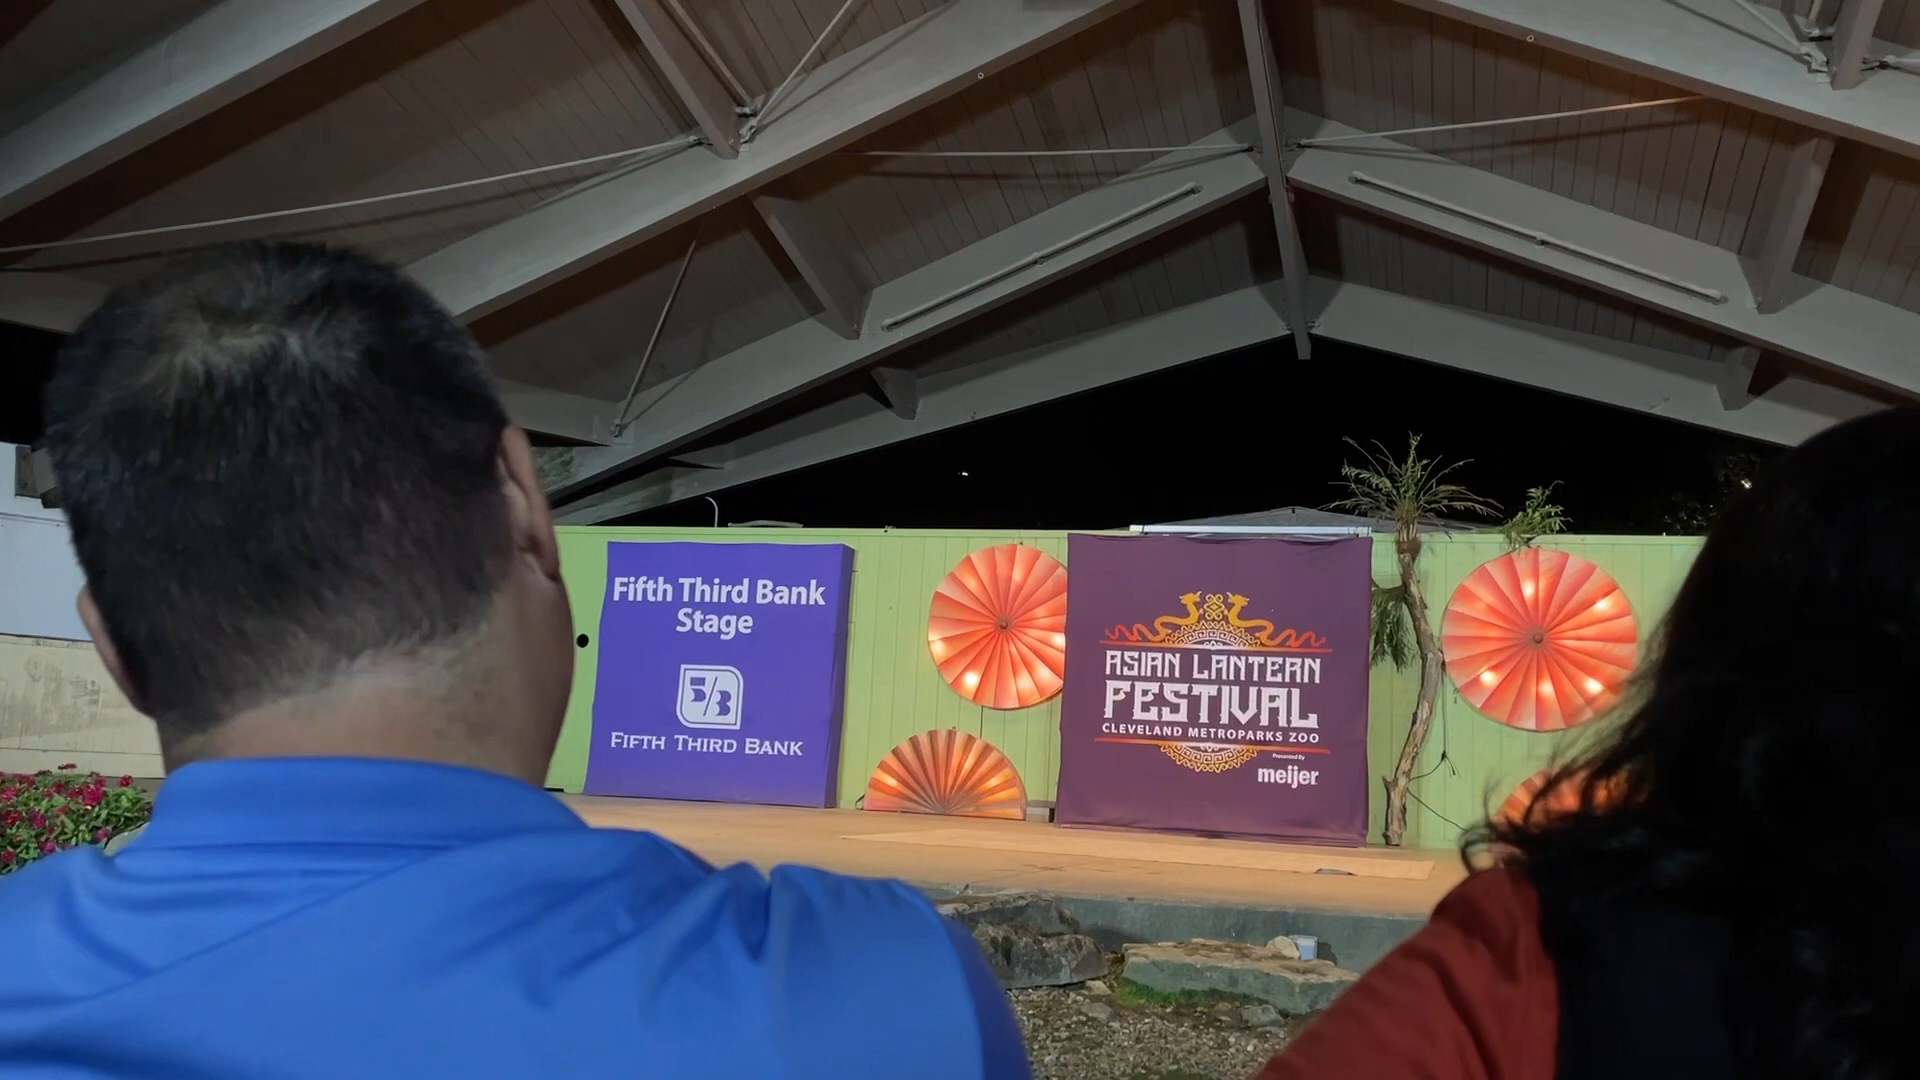 Fifth Third Bank
Stage
5/3
FIFTH THIRD BANK
ASIAN LANTERN
FESTIVAL
CLEVELAND METROPARKS ZOO
Presented By
meijer